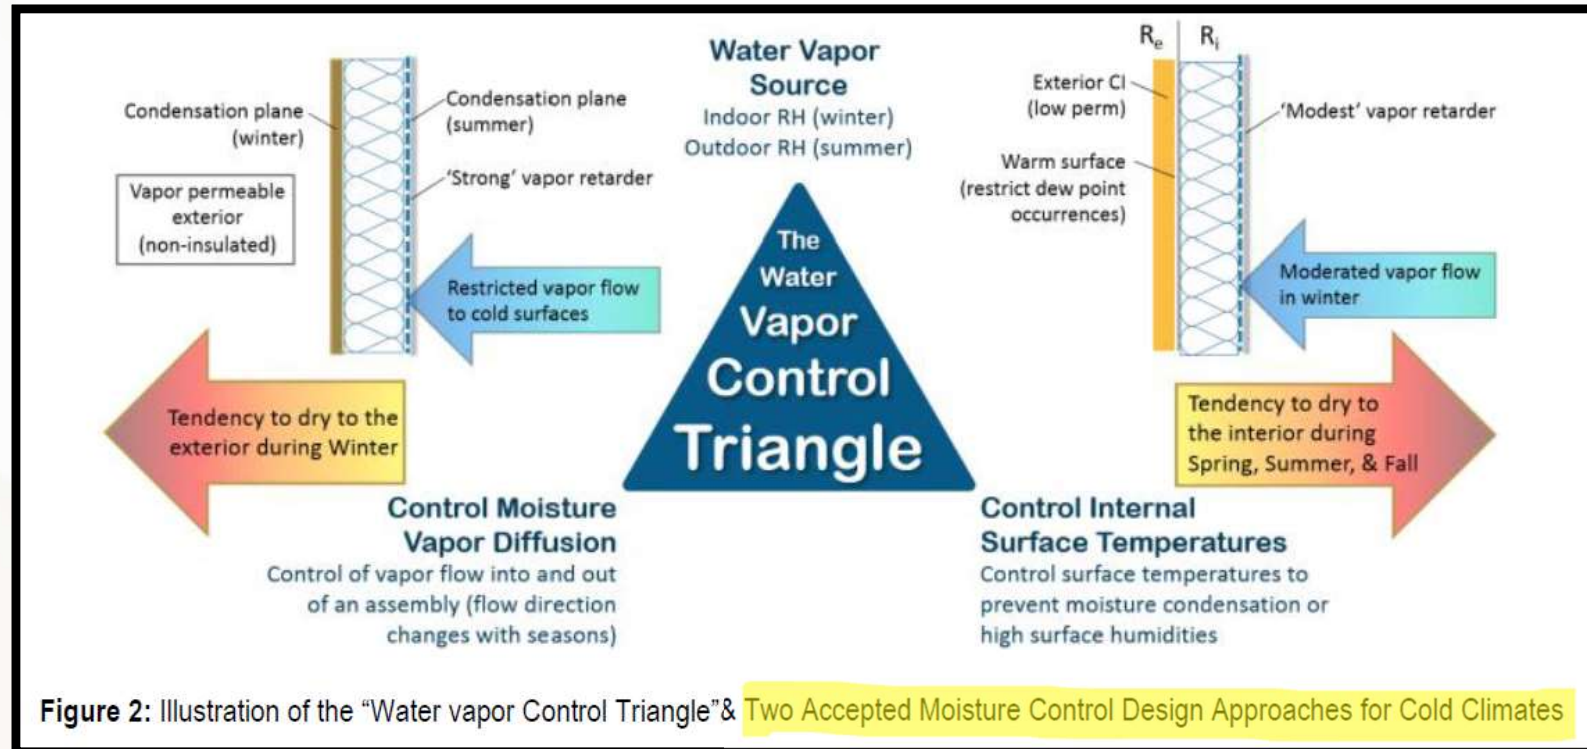 Condensation plane
(winter)
Condensation plane
(summer)
'Strong' vapor retarder
Vapor permeable
exterior
(non-insulated)
Restricted vapor flow
to cold surfaces
Tendency to dry to the
exterior during Winter
Control Moisture
Vapor Diffusion
Control of vapor flow into and out
of an assembly (flow direction
changes with seasons)
Water Vapor
Source
Indoor RH (winter)
Outdoor RH (summer)
The
Water
Vapor
Control
Triangle
Re
Ri
Exterior CI
(low perm)
'Modest' vapor retarder
Warm surface
(restrict dew point
occurrences)
Moderated vapor flow
in winter
Tendency to dry to
the interior during
Spring, Summer, & Fall
Control Internal
Surface Temperatures
Control surface temperatures to
prevent moisture condensation or
high surface humidities
Figure 2: Illustration of the “Water vapor Control Triangle”& Two Accepted Moisture Control Design Approaches for Cold Climates